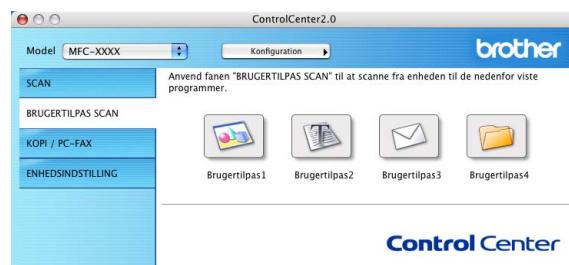 ControlCenter2.0
Model MFC-XXXX Konfiguration brother
SCAN
BRUGERTILPAS SCAN
KOPI / PC-FAX
ENHEDSINDSTILLING
Anvend fanen "BRUGERTILPAS SCAN" til at scanne fra enheden til de nedenfor viste
programmer.
Brugertilpas1 Brugertilpas2 Brugertilpas3 Brugertilpas4
Control Center